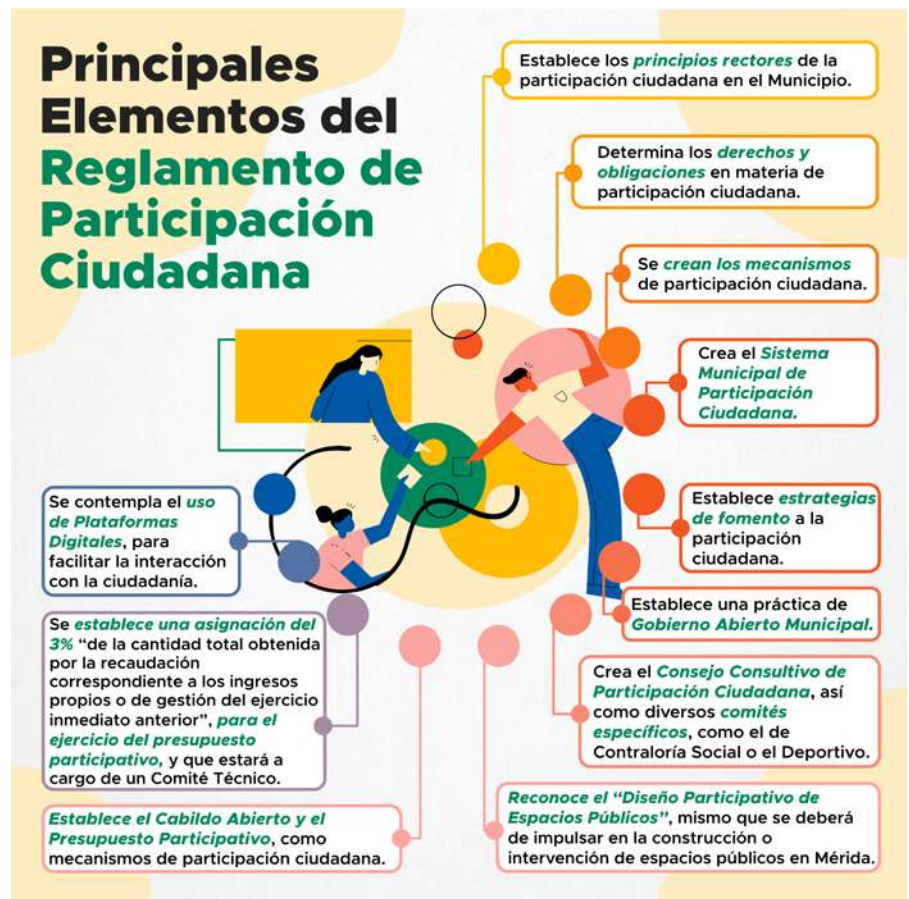 Principales
Elementos del
Reglamento de
Participación
Ciudadana
Establece los principios rectores de la
participación ciudadana en el Municipio.
Determina los derechos y
obligaciones en materia de
participación ciudadana.
Se crean los mecanismos
de participación ciudadana.
Crea el Sistema
Municipal de
Participación
Ciudadana.
Establece estrategias
de fomento a la
participación
ciudadana.
Establece una práctica de
Gobierno Abierto Municipal.
Crea el Consejo Consultivo de
Participación Ciudadana, así
como diversos comités
específicos, como el de
Contraloría Social o el Deportivo.
Reconoce el “Diseño Participativo de
Espacios Públicos”, mismo que se deberá
de impulsar en la construcción o
intervención de espacios públicos en Mérida.
Establece el Cabildo Abierto y el
Presupuesto Participativo, como
mecanismos de participación ciudadana.
Se establece una asignación del
3% “de la cantidad total obtenida
por la recaudación
correspondiente a los ingresos
propios o de gestión del ejercicio
inmediato anterior”, para el
ejercicio del presupuesto
participativo, y que estará a
cargo de un Comité Técnico.
Se contempla el uso
de Plataformas
Digitales, para
facilitar la interacción
con la ciudadanía.